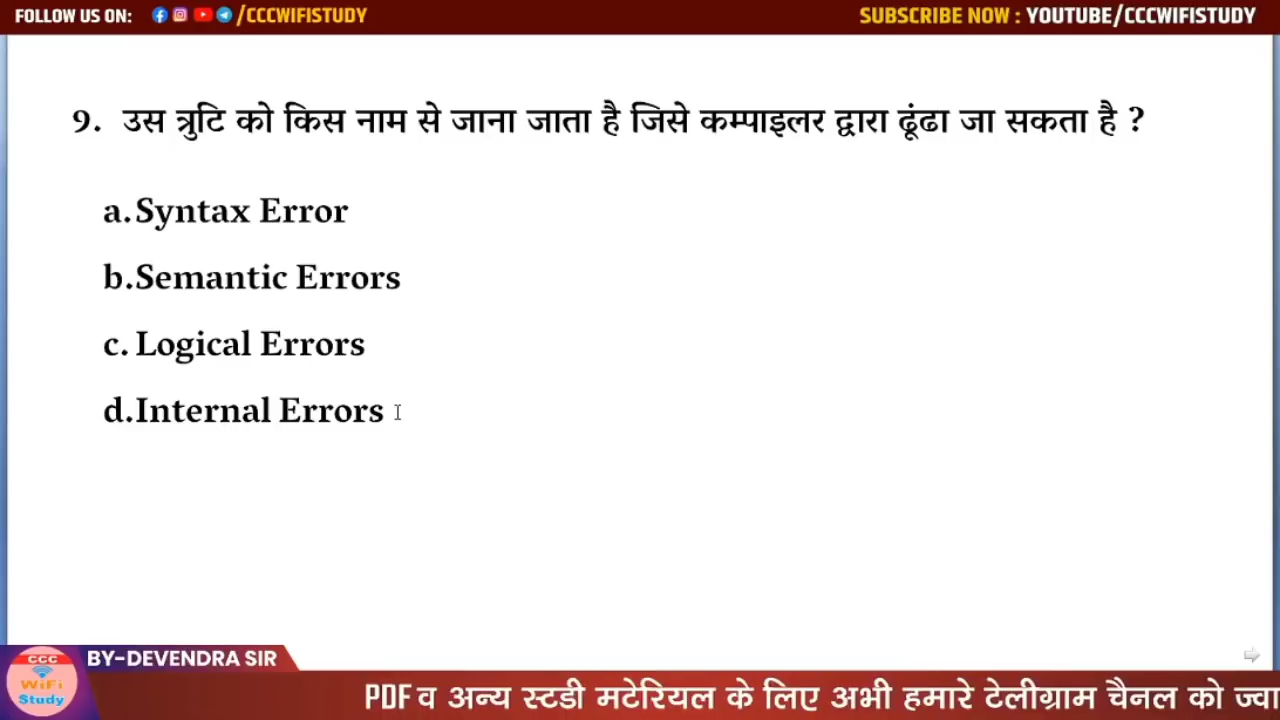 FOLLOW US ON: /CCCWIFISTUDY
SUBSCRIBE NOW : YOUTUBE/CCCWIFISTUDY
9. उस त्रुटि को किस नाम से जाना जाता है जिसे कम्पाइलर द्वारा ढूंढा जा सकता है ?
a.Syntax Error
b.Semantic Errors
c. Logical Errors
d.Internal Errors
CCC
WiFi
Study
BY-DEVENDRA SIR
PDF व अन्य स्टडी मटेरियल के लिए अभी हमारे टेलीग्राम चैनल को ज्वा